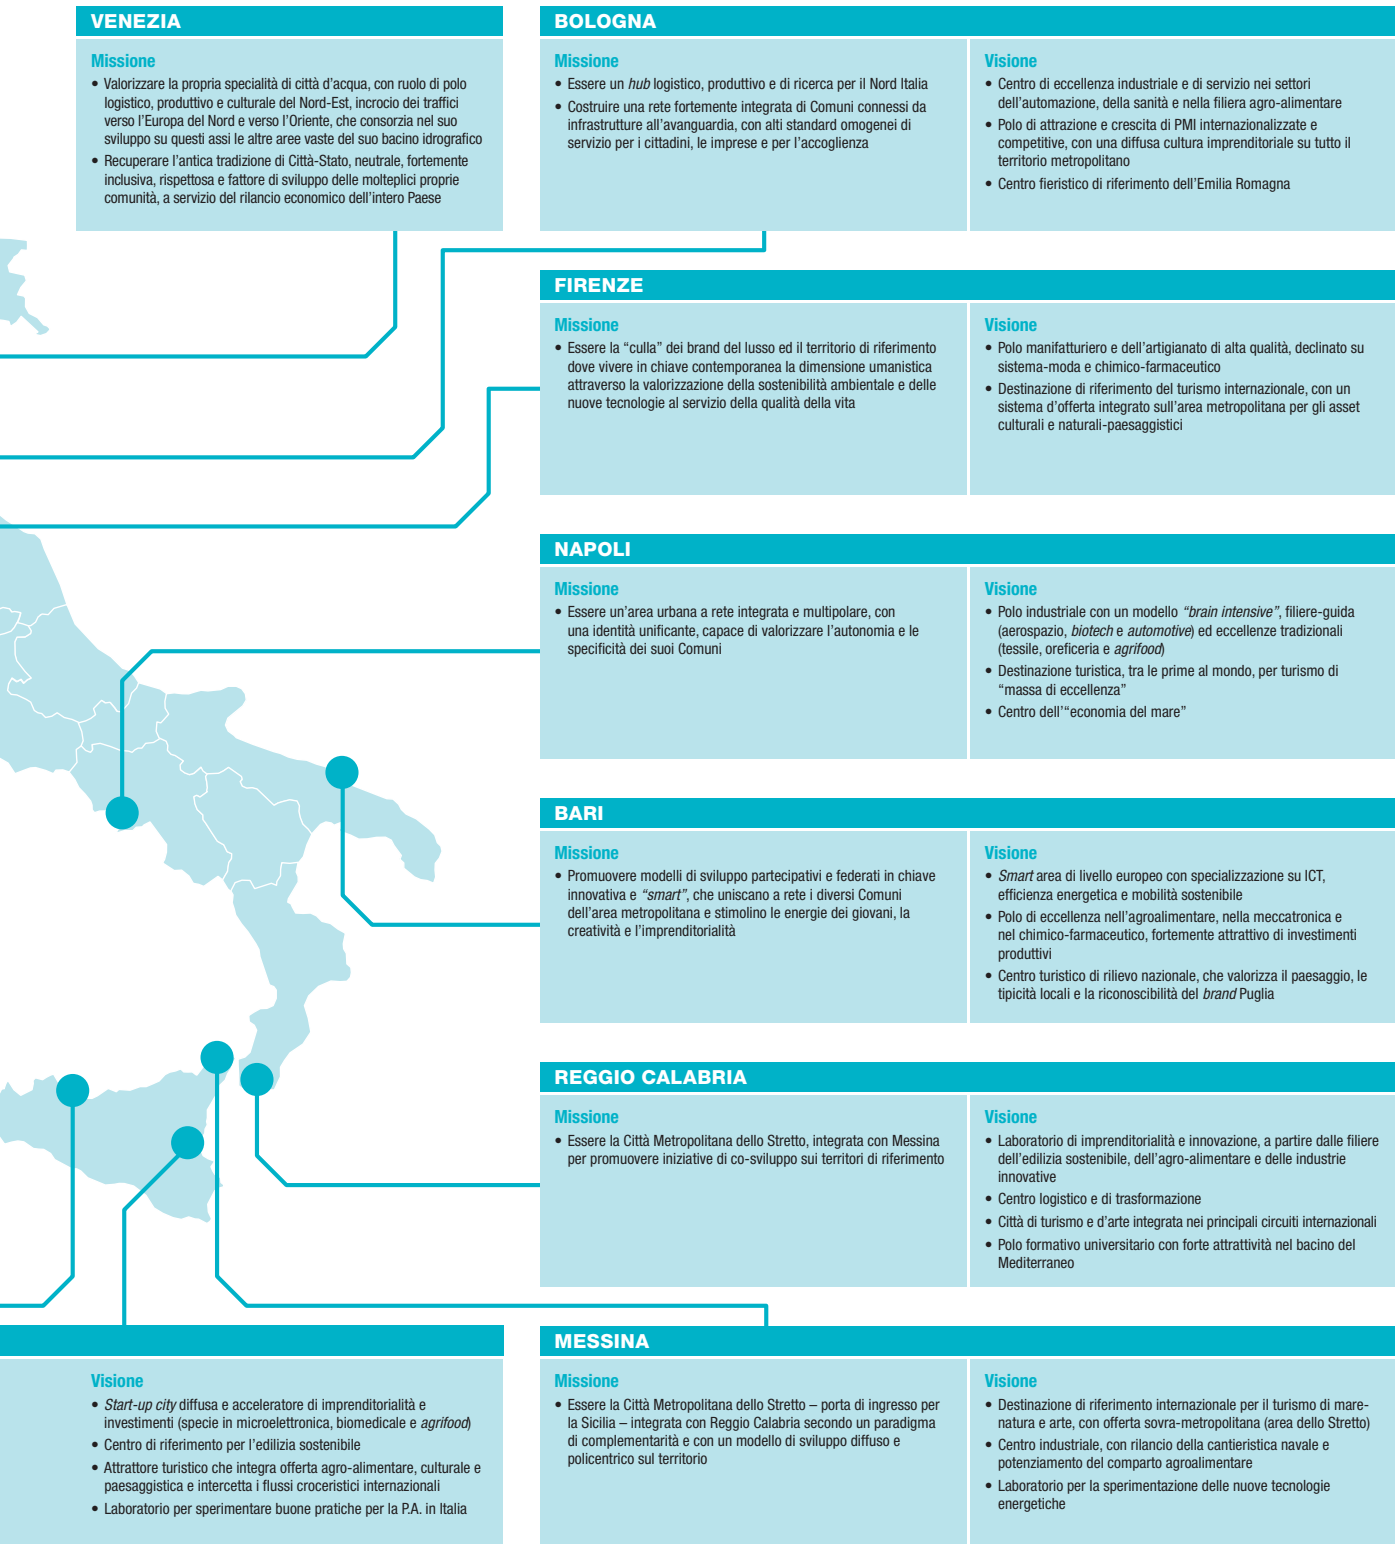 VENEZIA
Missione
• Valorizzare la propria specialità di città d'acqua, con ruolo di polo
logistico, produttivo e culturale del Nord-Est, incrocio dei traffici
verso l'Europa del Nord e verso l'Oriente, che consorzia nel suo
sviluppo su questi assi le altre aree vaste del suo bacino idrografico
• Recuperare l'antica tradizione di Città-Stato, neutrale, fortemente
inclusiva, rispettosa e fattore di sviluppo delle molteplici proprie
comunità, a servizio del rilancio economico dell'intero Paese
BOLOGNA
Missione
• Essere un hub logistico, produttivo e di ricerca per il Nord Italia
• Costruire una rete fortemente integrata di Comuni connessi da
infrastrutture all'avanguardia, con alti standard omogenei di
servizio per i cittadini, le imprese e per l'accoglienza
Visione
• Centro di eccellenza industriale e di servizio nei settori
dell'automazione, della sanità e nella filiera agro-alimentare
• Polo di attrazione e crescita di PMI internazionalizzate e
competitive, con una diffusa cultura imprenditoriale su tutto il
territorio metropolitano
• Centro fieristico di riferimento dell'Emilia Romagna
FIRENZE
Missione
• Essere la "culla" dei brand del lusso ed il territorio di riferimento
dove vivere in chiave contemporanea la dimensione umanistica
attraverso la valorizzazione della sostenibilità ambientale e delle
nuove tecnologie al servizio della qualità della vita
Visione
• Polo manifatturiero e dell'artigianato di alta qualità, declinato su
sistema-moda e chimico-farmaceutico
• Destinazione di riferimento del turismo internazionale, con un
sistema d'offerta integrato sull'area metropolitana per gli asset
culturali e naturali-paesaggistici
NAPOLI
Missione
• Essere un'area urbana a rete integrata e multipolare, con
una identità unificante, capace di valorizzare l'autonomia e le
specificità dei suoi Comuni
Visione
• Polo industriale con un modello "brain intensive", filiere-guida
(aerospazio, biotech e automotive) ed eccellenze tradizionali
(tessile, oreficeria e agrifood)
• Destinazione turistica, tra le prime al mondo, per turismo di
"massa di eccellenza"
• Centro dell'"economia del mare"
BARI
Missione
• Promuovere modelli di sviluppo partecipativi e federati in chiave
innovativa e "smart", che uniscano a rete i diversi Comuni
dell'area metropolitana e stimolino le energie dei giovani, la
creatività e l'imprenditorialità
Visione
• Smart area di livello europeo con specializzazione su ICT,
efficienza energetica e mobilità sostenibile
• Polo di eccellenza nell'agroalimentare, nella meccatronica e
nel chimico-farmaceutico, fortemente attrattivo di investimenti
produttivi
• Centro turistico di rilievo nazionale, che valorizza il paesaggio, le
tipicità locali e la riconoscibilità del brand Puglia
REGGIO CALABRIA
Missione
• Essere la Città Metropolitana dello Stretto, integrata con Messina
per promuovere iniziative di co-sviluppo sui territori di riferimento
Visione
• Laboratorio di imprenditorialità e innovazione, a partire dalle filiere
dell'edilizia sostenibile, dell'agro-alimentare e delle industrie
innovative
• Centro logistico e di trasformazione
• Città di turismo e d'arte integrata nei principali circuiti internazionali
• Polo formativo universitario con forte attrattività nel bacino del
Mediterraneo
Visione
• Start-up city diffusa e acceleratore di imprenditorialità e
investimenti (specie in microelettronica, biomedicale e agrifood)
• Centro di riferimento per l'edilizia sostenibile
• Attrattore turistico che integra offerta agro-alimentare, culturale e
paesaggistica e intercetta i flussi croceristici internazionali
• Laboratorio per sperimentare buone pratiche per la P.A. in Italia
MESSINA
Missione
• Essere la Città Metropolitana dello Stretto – porta di ingresso per
la Sicilia – integrata con Reggio Calabria secondo un paradigma
di complementarità e con un modello di sviluppo diffuso e
policentrico sul territorio
Visione
• Destinazione di riferimento internazionale per il turismo di mare-
natura e arte, con offerta sovra-metropolitana (area dello Stretto)
• Centro industriale, con rilancio della cantieristica navale e
potenziamento del comparto agroalimentare
• Laboratorio per la sperimentazione delle nuove tecnologie
energetiche